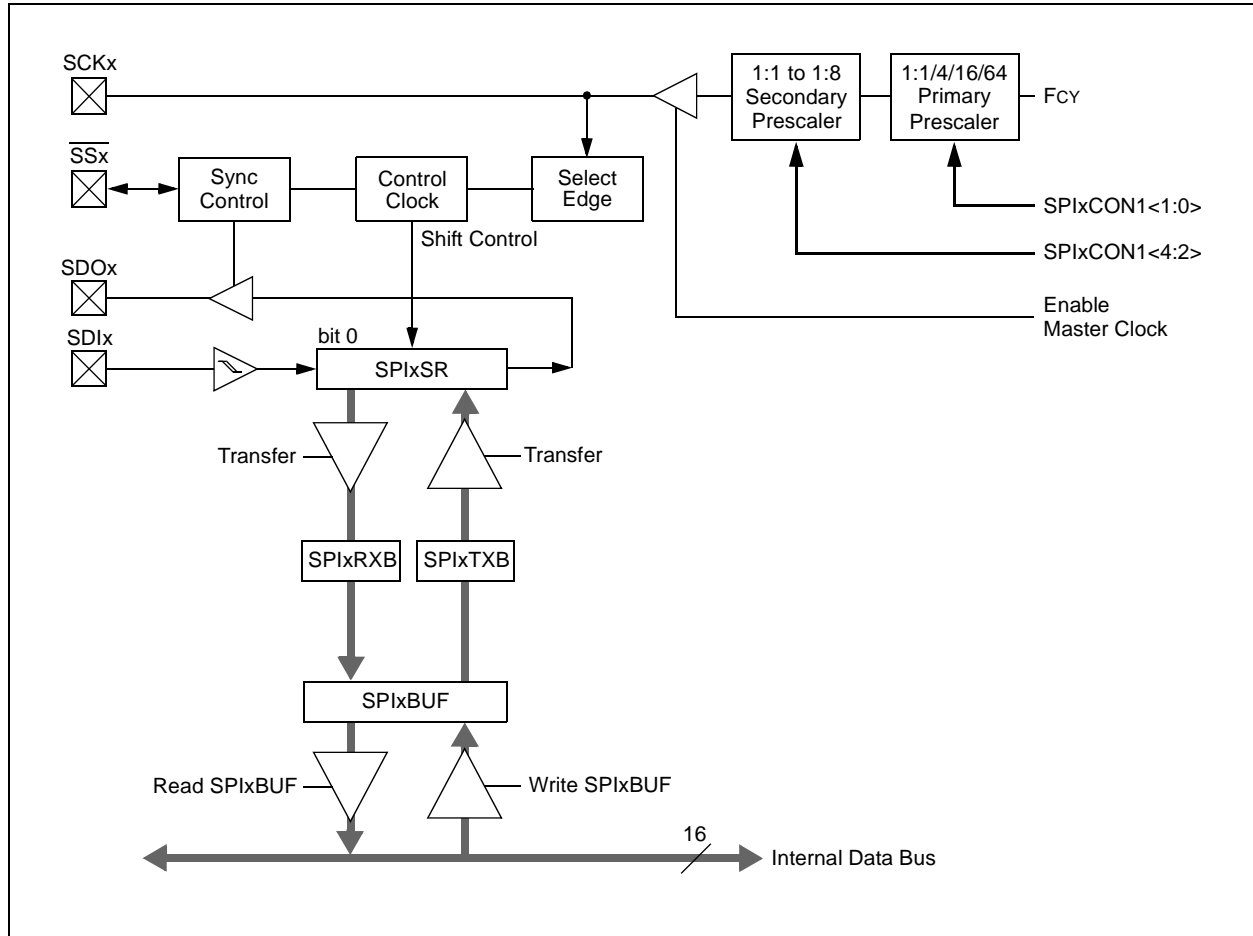 SCKx
1:1 to 1:8
Secondary
Prescaler
1:1/4/16/64
Primary
Prescaler
FCY
SSx
Sync
Control
Control
Clock
Select
Edge
SPIxCON1<1:0>
Shift Control
SPIxCON1<4:2>
SDOx
Enable
Master Clock
SDIx
bit 0
SPIxSR
Transfer
Transfer
SPIxRXB
SPIxTXB
SPIxBUF
Read SPIxBUF
Write SPIxBUF
16
Internal Data Bus